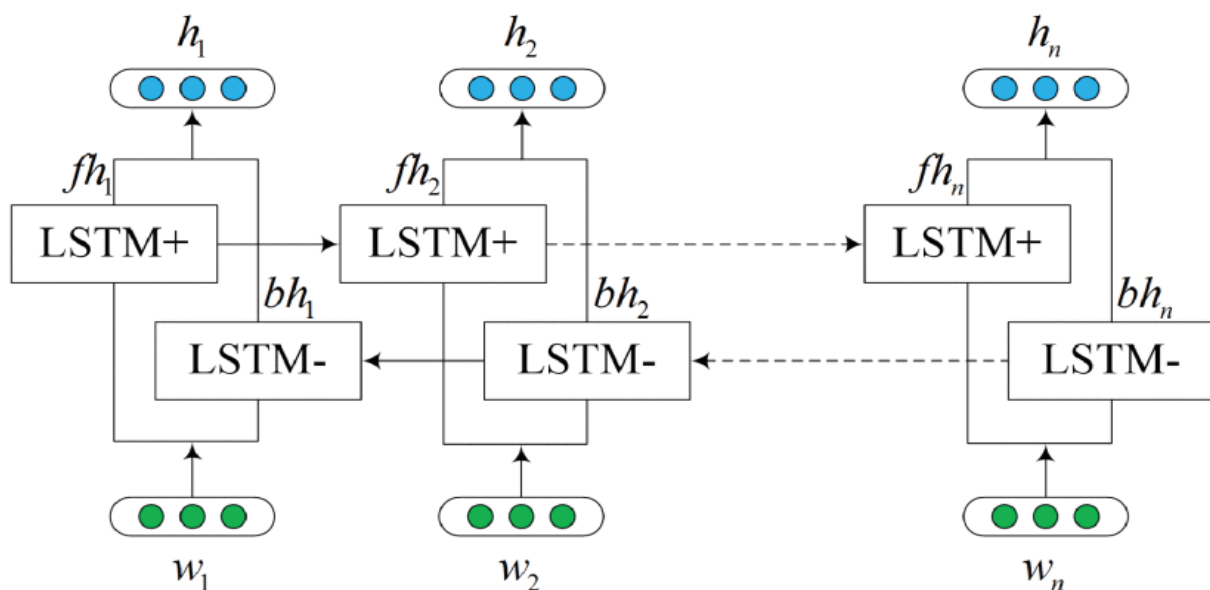 h₁ h₂ hₙ
fh₁ fh₂ fhₙ
LSTM+ LSTM+ LSTM+
bh₁ bh₂ bhₙ
LSTM- LSTM- LSTM-
w₁ w₂ wₙ